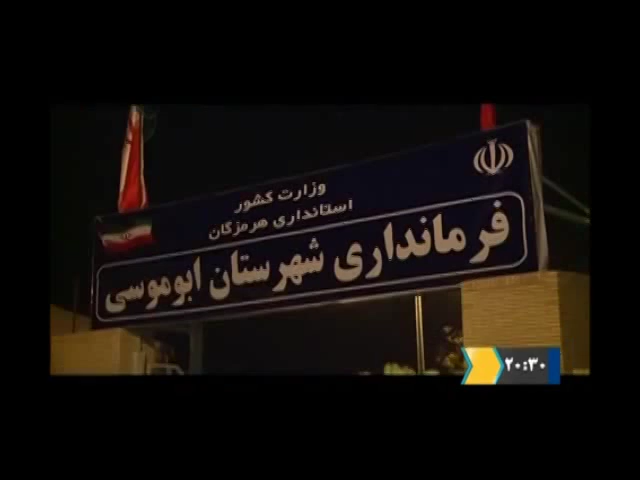 وزارت کشور
استانداری هرمزگان
فرمانداری شهرستان ابوموسی
۲۰:۳۰